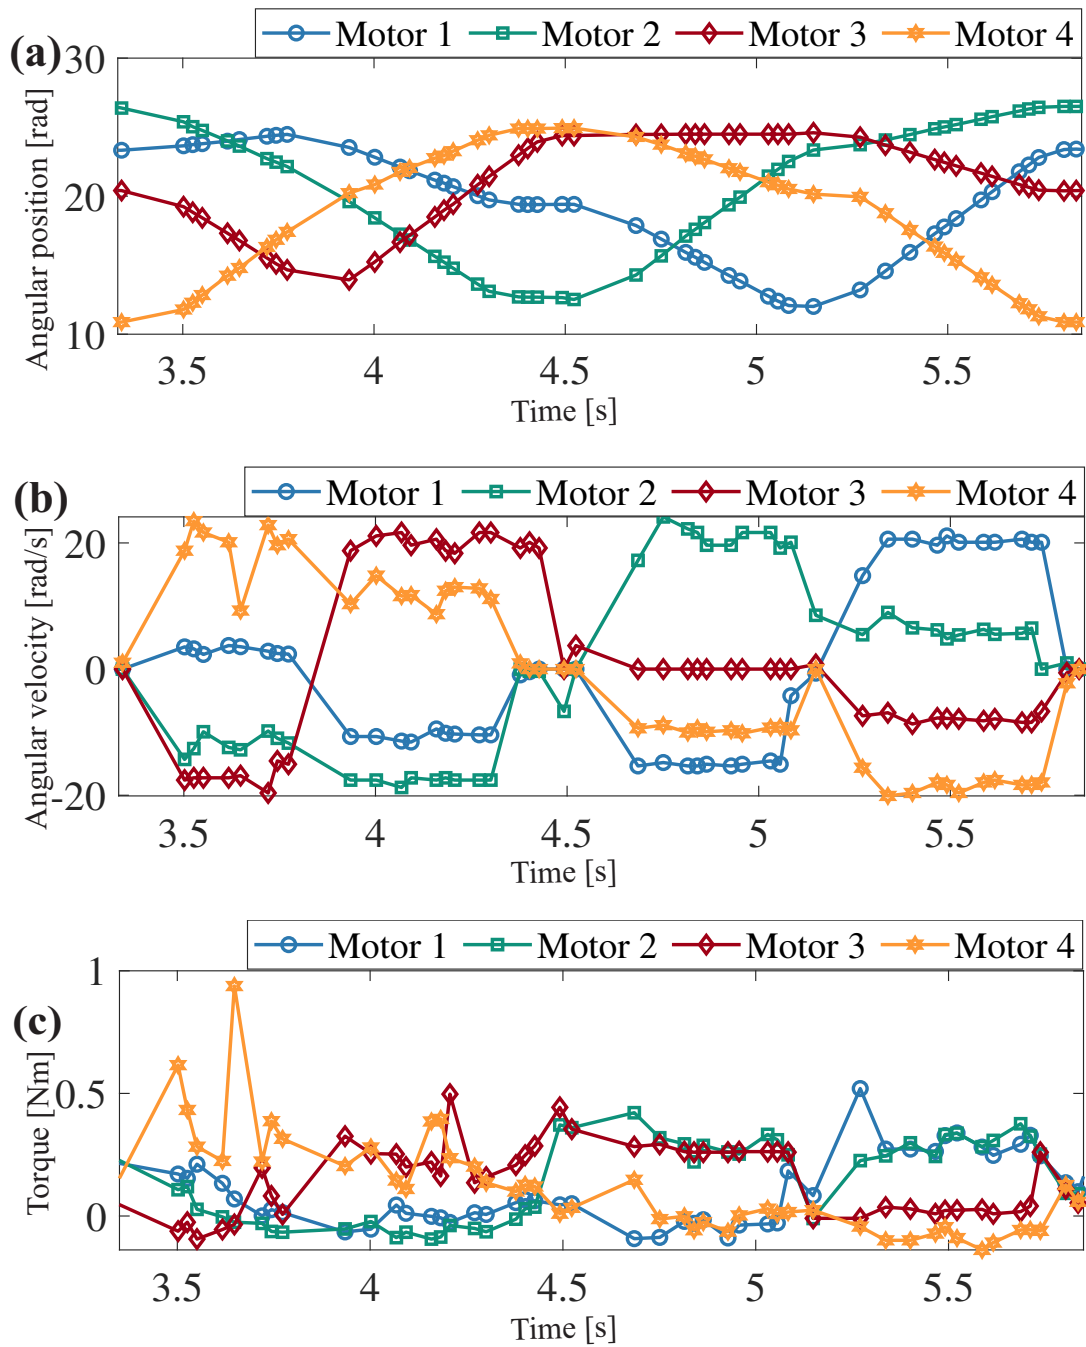 (a)
Motor 1 Motor 2 Motor 3 Motor 4
30
20
10
Angular position [rad]
3.5 4 4.5 5 5.5
Time [s]
(b)
Motor 1 Motor 2 Motor 3 Motor 4
20
0
-20
Angular velocity [rad/s]
3.5 4 4.5 5 5.5
Time [s]
(c)
Motor 1 Motor 2 Motor 3 Motor 4
1
0.5
0
Torque [Nm]
3.5 4 4.5 5 5.5
Time [s]